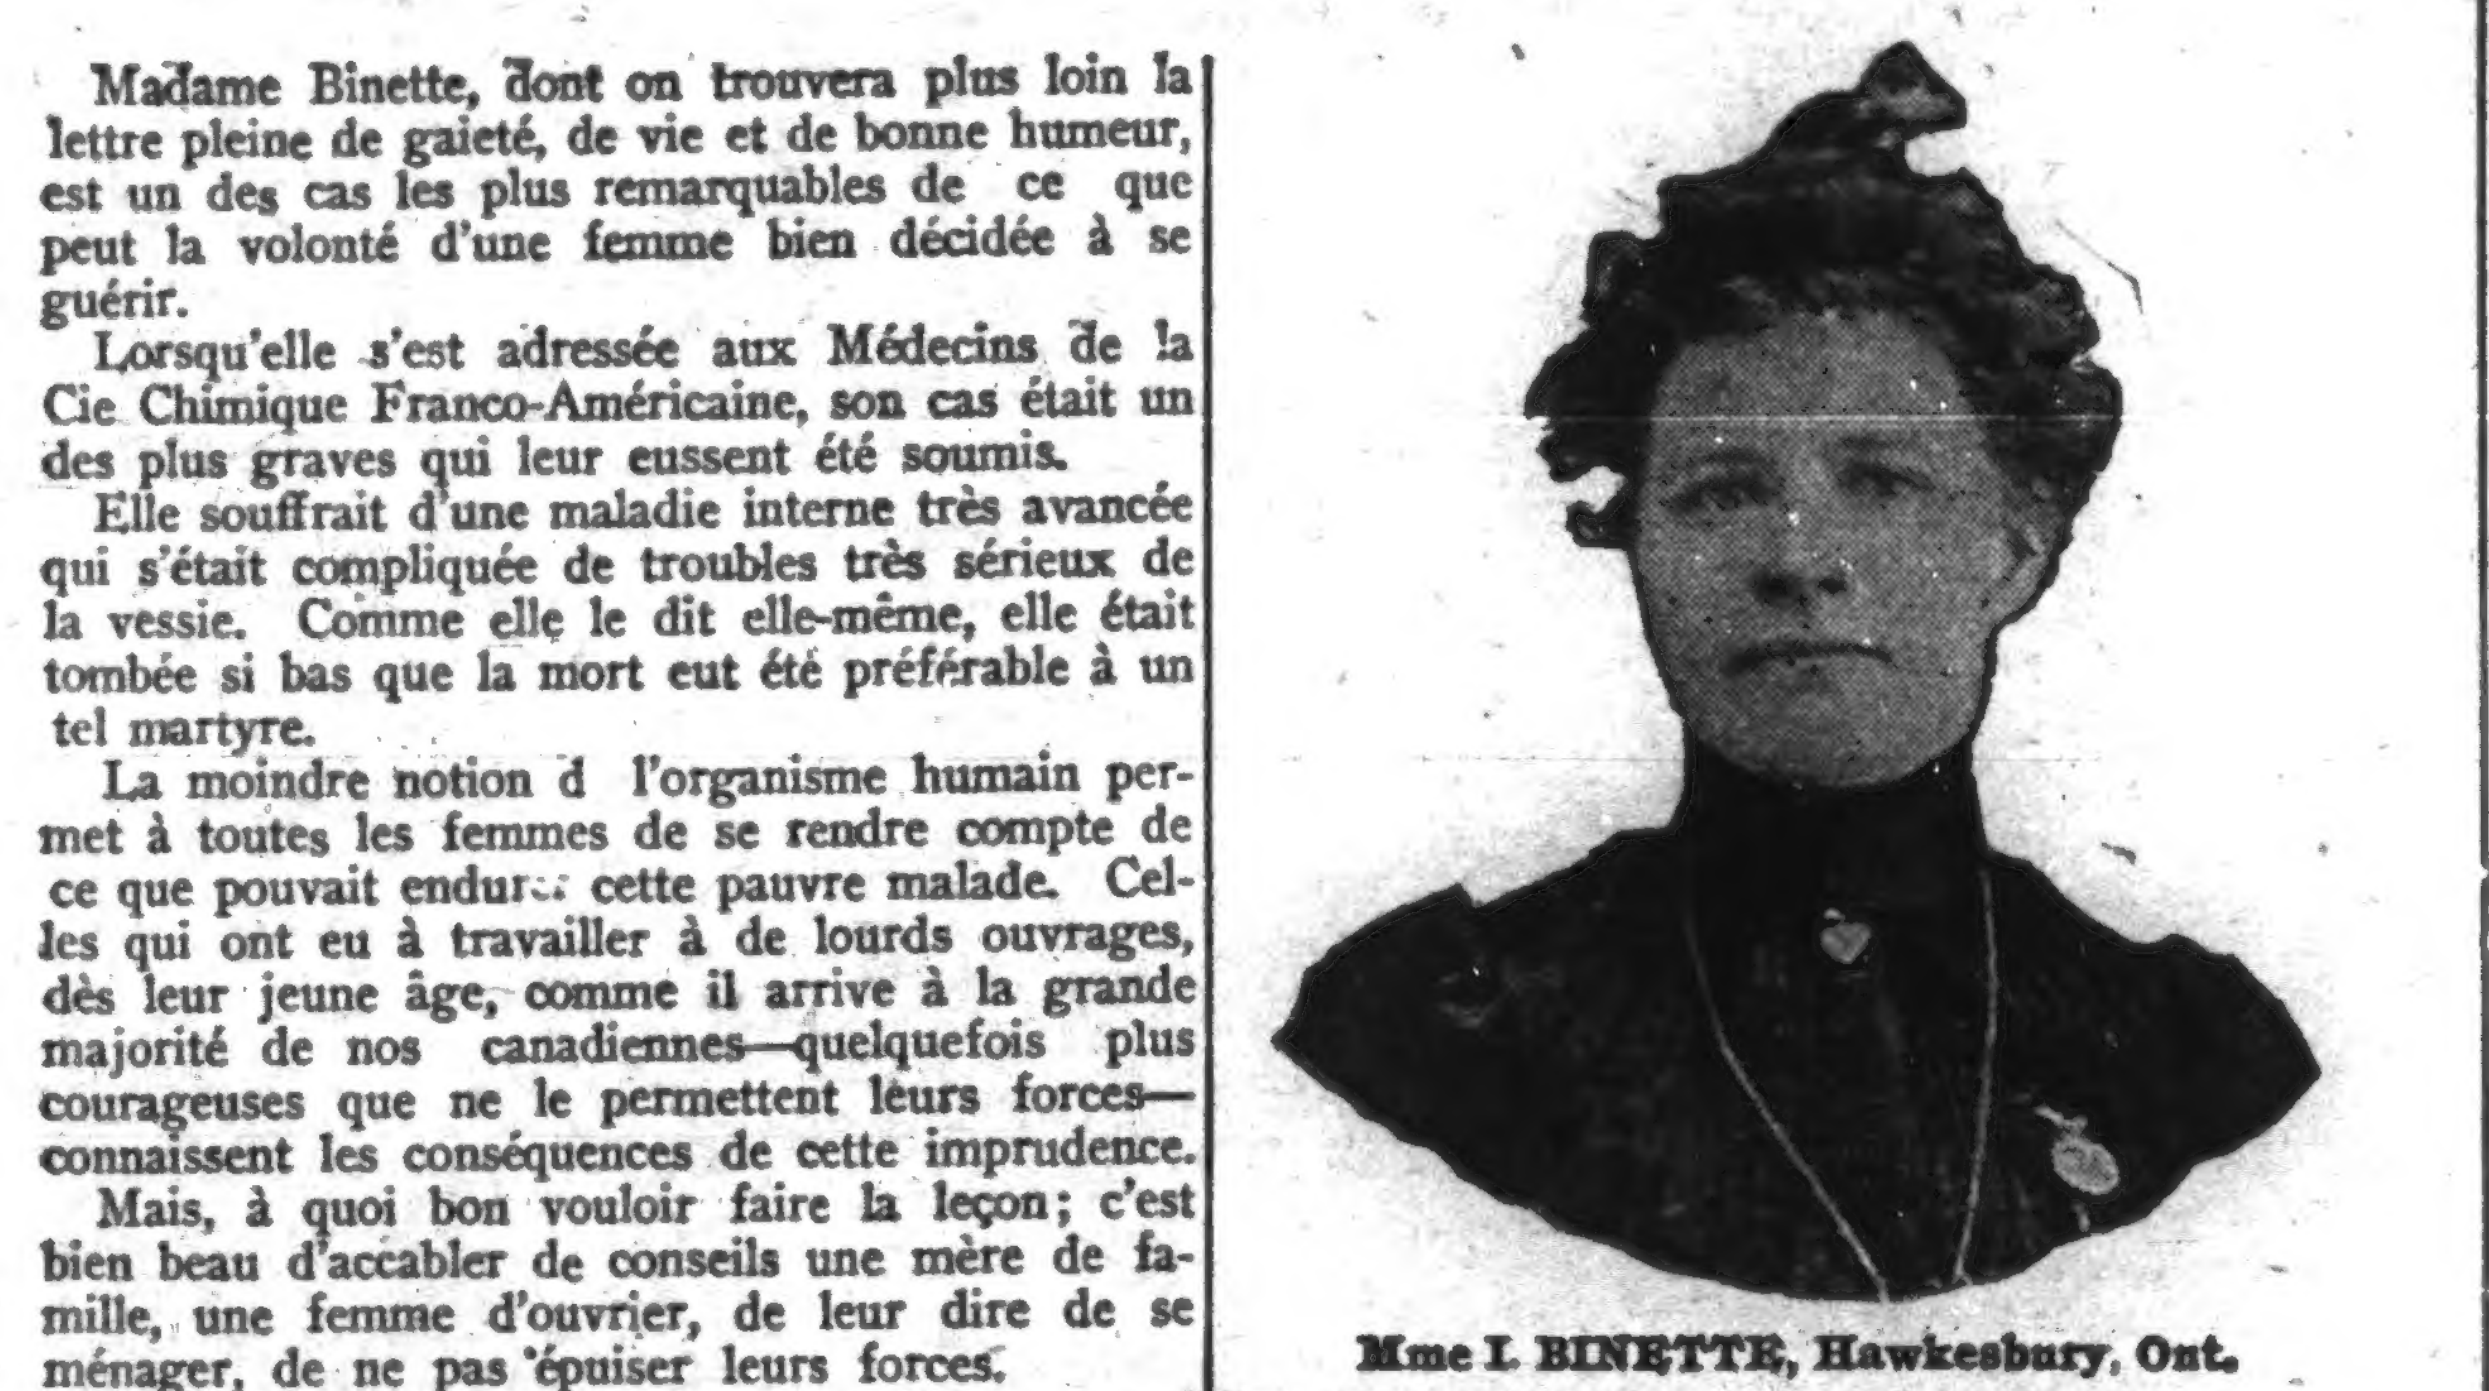 Madame Binette, dont on trouvera plus loin la
lettre pleine de gaieté, de vie et de bonne humeur,
est un des cas les plus remarquables de ce que
peut la volonté d'une femme bien décidée à se
guérir.
Lorsqu'elle s'est adressée aux Médecins de la
Cie Chimique Franco-Américaine, son cas était un
des plus graves qui leur eussent été soumis.
Elle souffrait d'une maladie interne très avancée
qui s'était compliquée de troubles très sérieux de
la vessie. Comme elle le dit elle-même, elle était
tombée si bas que la mort eut été préférable à un
tel martyre.
La moindre notion d l'organisme humain per-
met à toutes les femmes de se rendre compte de
ce que pouvait endurer cette pauvre malade. Cel-
les qui ont eu à travailler à de lourds ouvrages,
dès leur jeune âge, comme il arrive à la grande
majorité de nos canadiennes—quelquefois plus
courageuses que ne le permettent leurs forces—
connaissent les conséquences de cette imprudence.
Mais, à quoi bon vouloir faire la leçon; c'est
bien beau d'accabler de conseils une mère de fa-
mille, une femme d'ouvrier, de leur dire de se
ménager, de ne pas épuiser leurs forces.
Mme I. BINETTE, Hawkesbury, Ont.